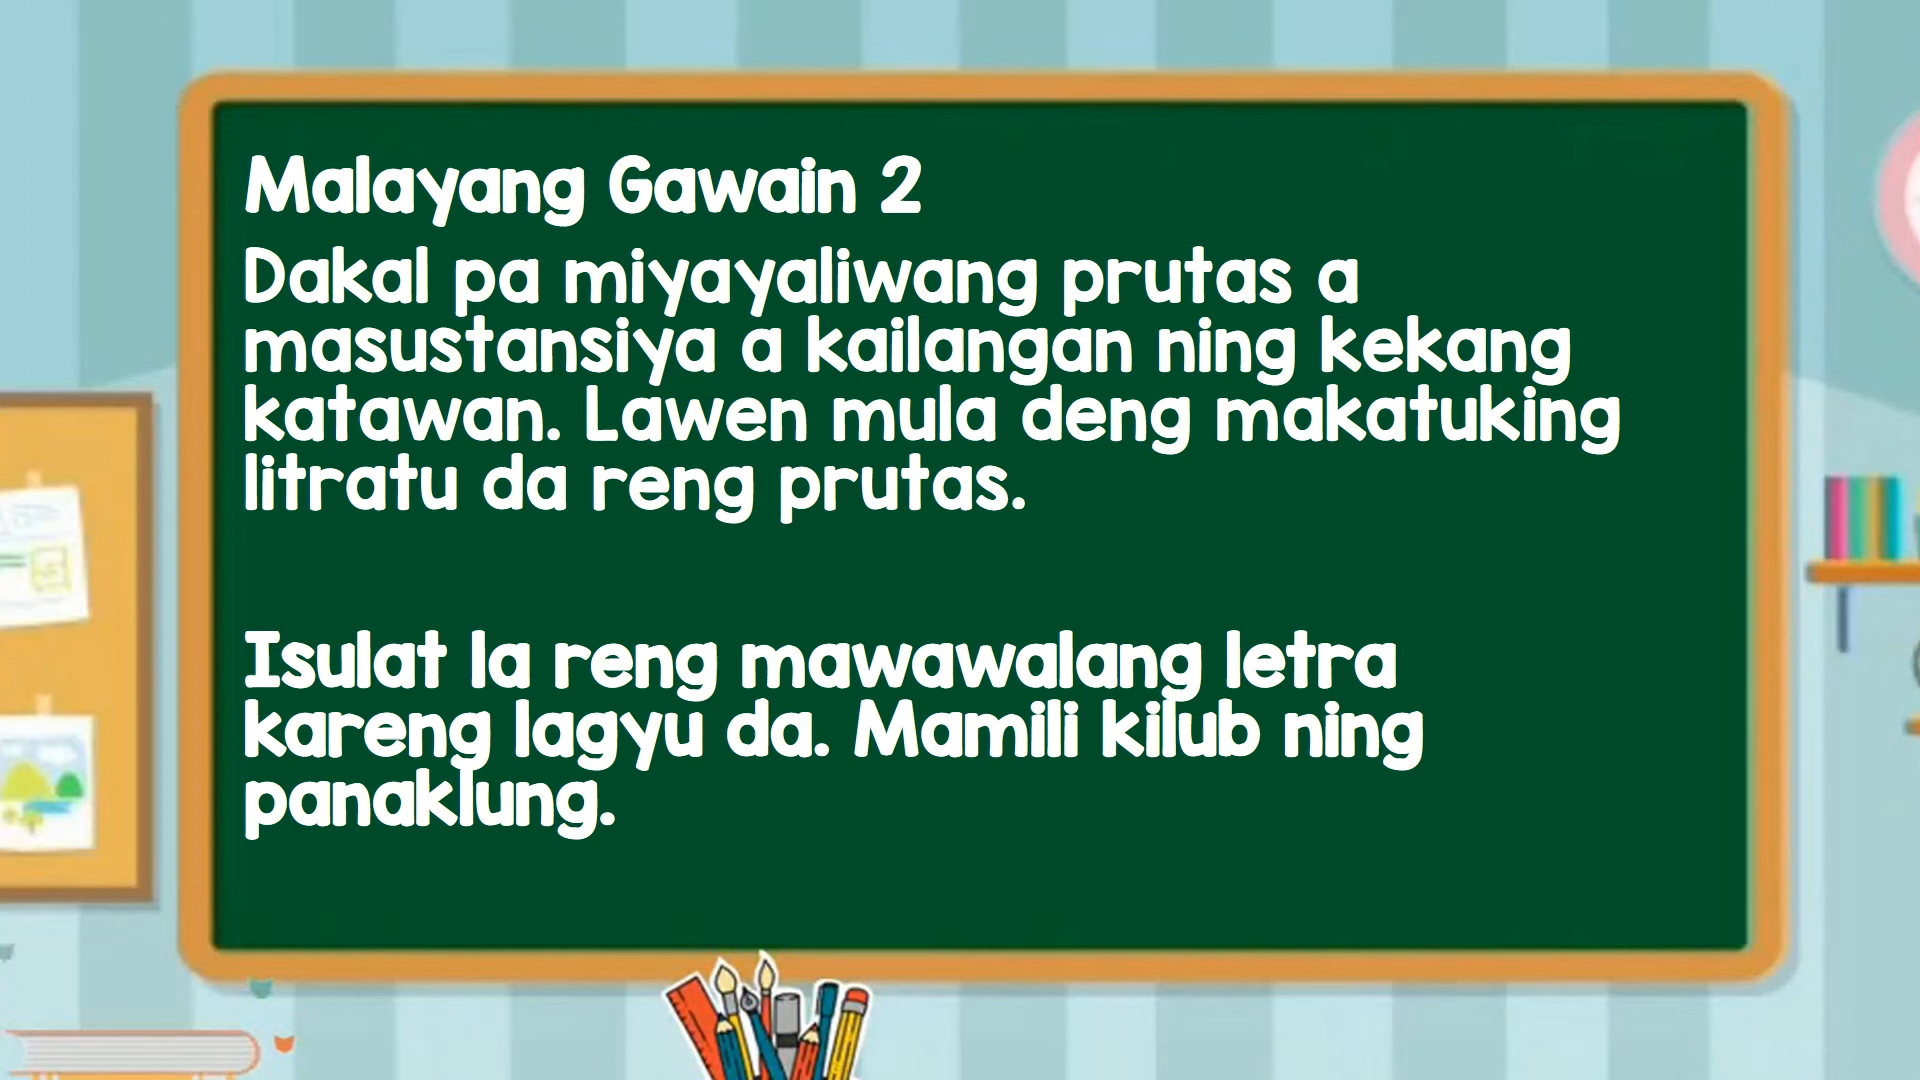 Malayang Gawain 2
Dakal pa miyayaliwang prutas a
masustansiya a kailangan ning kekang
katawan. Lawen mula deng makatuking
litratu da reng prutas.
Isulat la reng mawawalang letra
kareng lagyu da. Mamili kilub ning
panaklung.